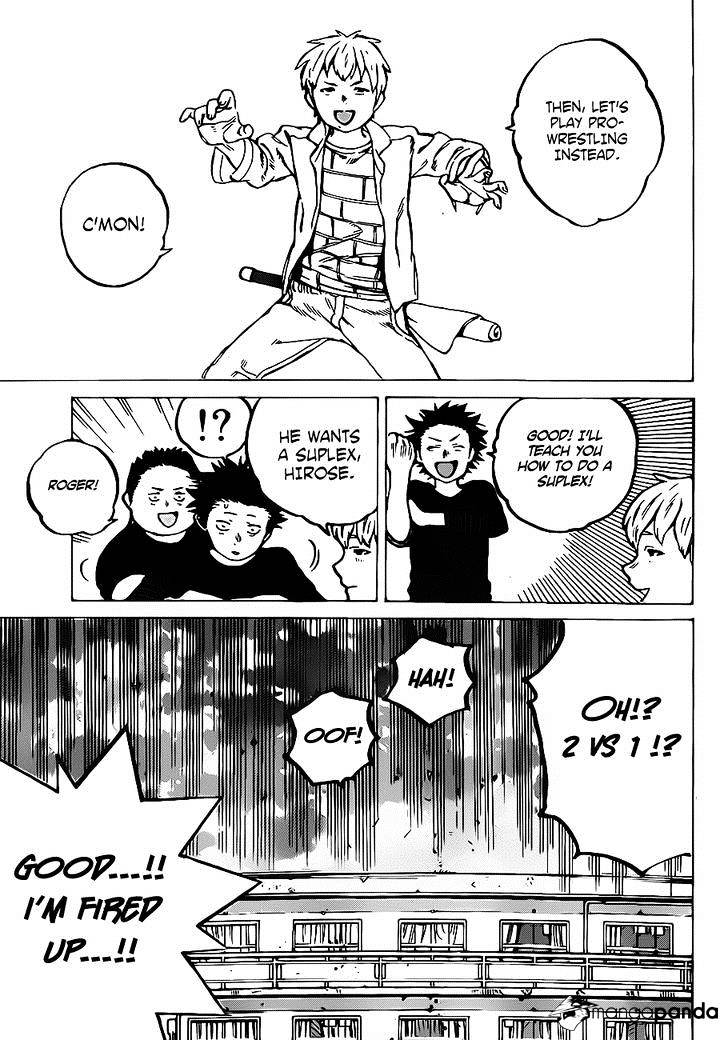 THEN, LET'S
PLAY PRO-
WRESTLING
INSTEAD.
C'MON!
GOOD! I'LL
TEACH YOU
HOW TO DO A
SUPLEX!
HE WANTS
A SUPLEX,
HIROSE.
!?
ROGER!
OH!?
2 VS 1!?
HAH!
OOF!
GOOD...!!
I'M FIRED
UP...!!
mangapanda